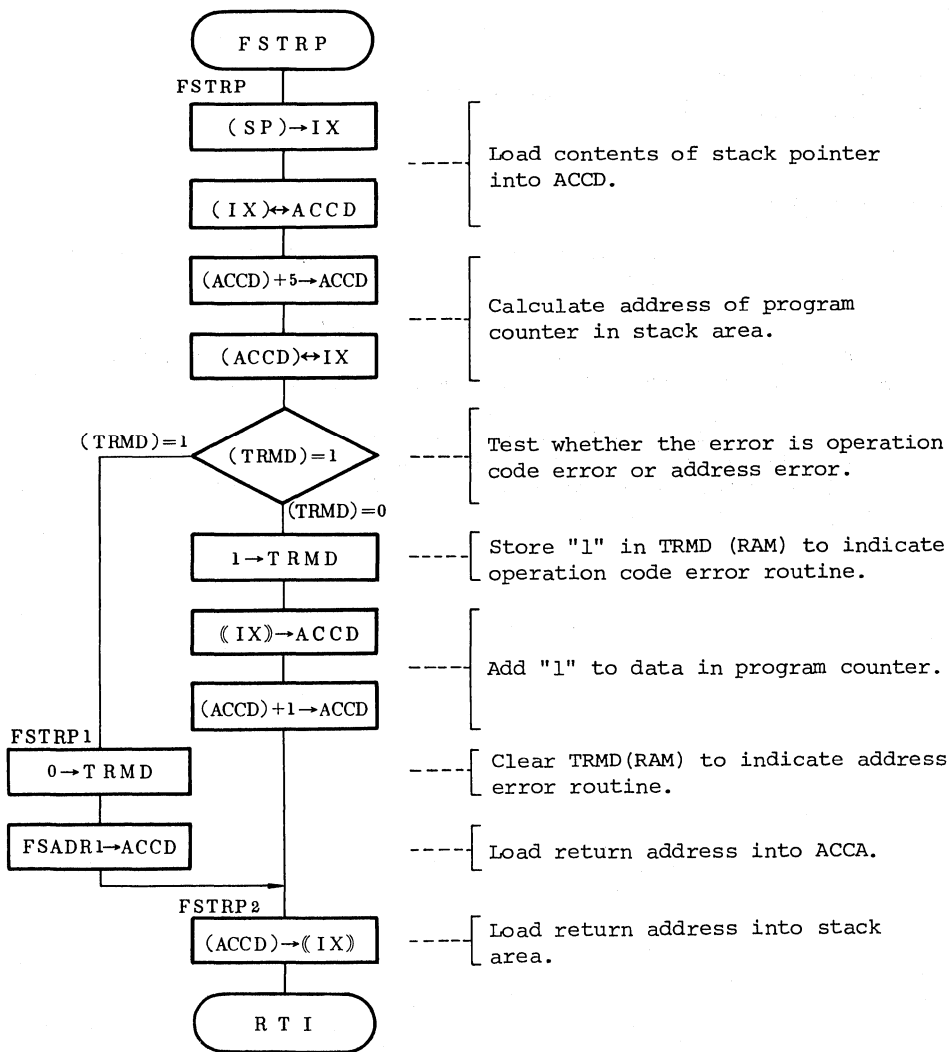 FSTRP
FSTRP
(SP)→IX
(IX)↔ACCD
Load contents of stack pointer
into ACCD.
(ACCD)+5→ACCD
(ACCD)↔IX
Calculate address of program
counter in stack area.
(TRMD)=1
(TRMD)=1
(TRMD)=0
Test whether the error is operation
code error or address error.
1→TRMD
Store "1" in TRMD (RAM) to indicate
operation code error routine.
⟪IX⟫→ACCD
(ACCD)+1→ACCD
Add "1" to data in program counter.
FSTRP1
0→TRMD
Clear TRMD(RAM) to indicate address
error routine.
FSADR1→ACCD
Load return address into ACCA.
FSTRP2
(ACCD)→⟪IX⟫
Load return address into stack
area.
RTI